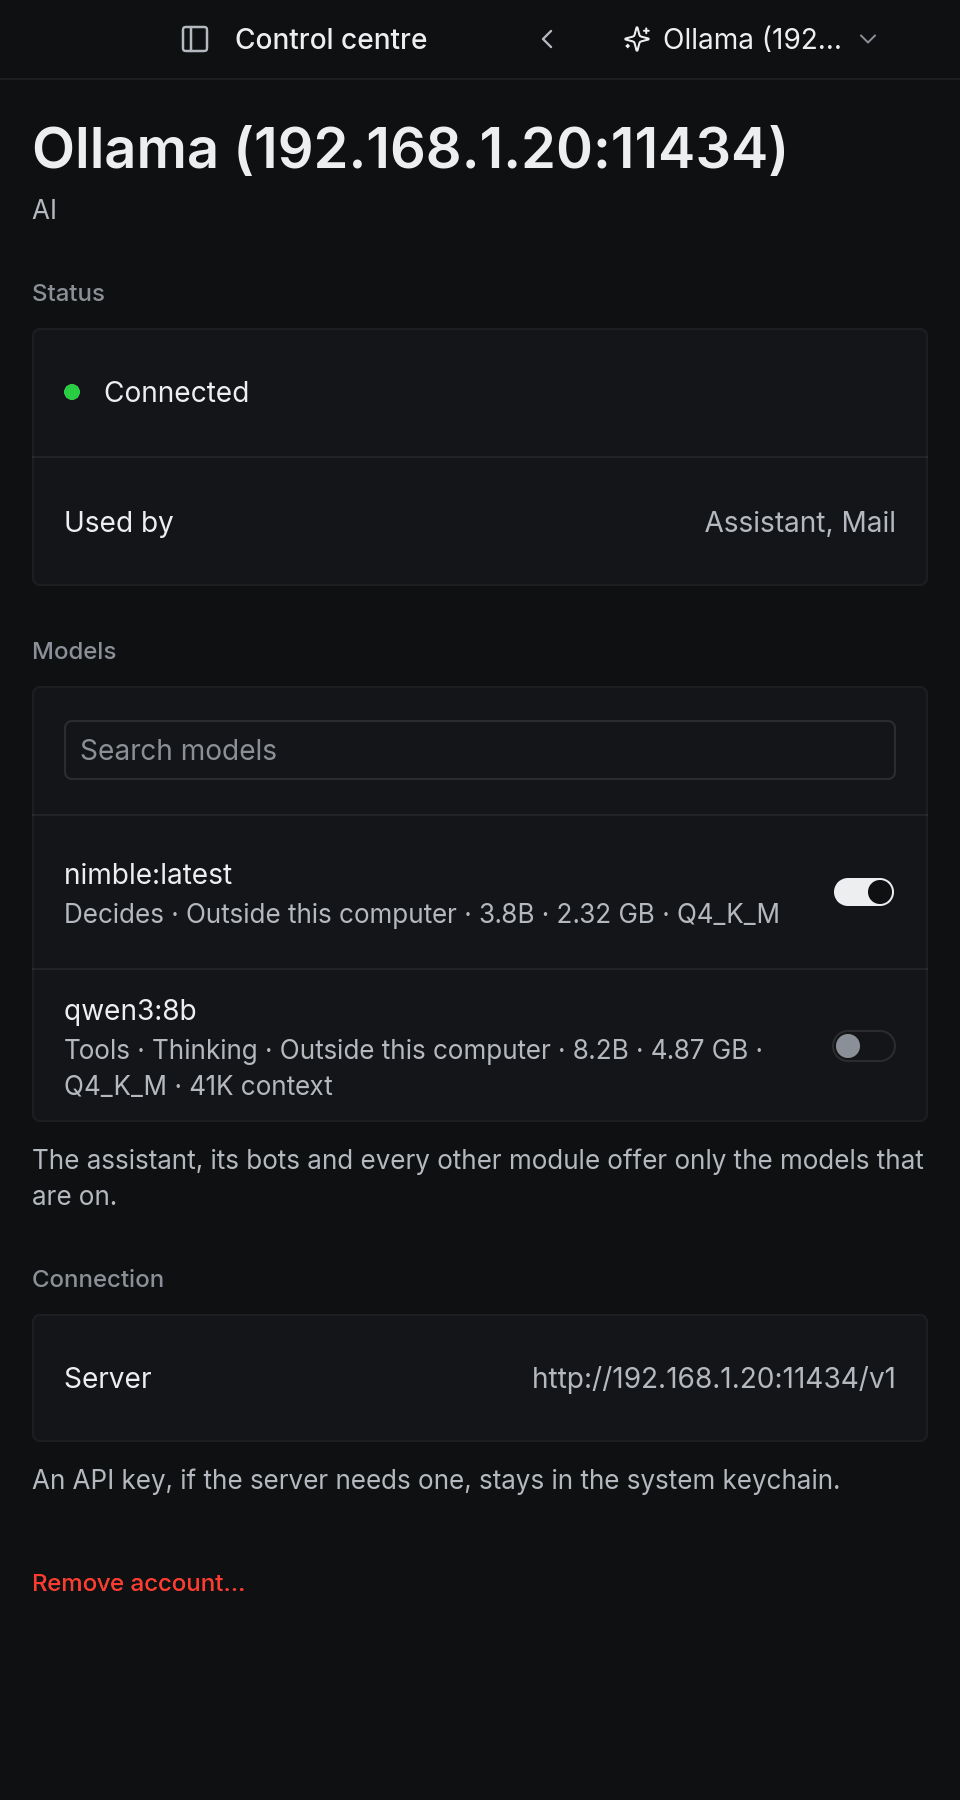 Control centre
Ollama (192...
Ollama (192.168.1.20:11434)
AI
Status
Connected
Used by
Assistant, Mail
Models
Search models
nimble:latest
Decides · Outside this computer · 3.8B · 2.32 GB · Q4_K_M
qwen3:8b
Tools · Thinking · Outside this computer · 8.2B · 4.87 GB ·
Q4_K_M · 41K context
The assistant, its bots and every other module offer only the models that
are on.
Connection
Server
http://192.168.1.20:11434/v1
An API key, if the server needs one, stays in the system keychain.
Remove account...